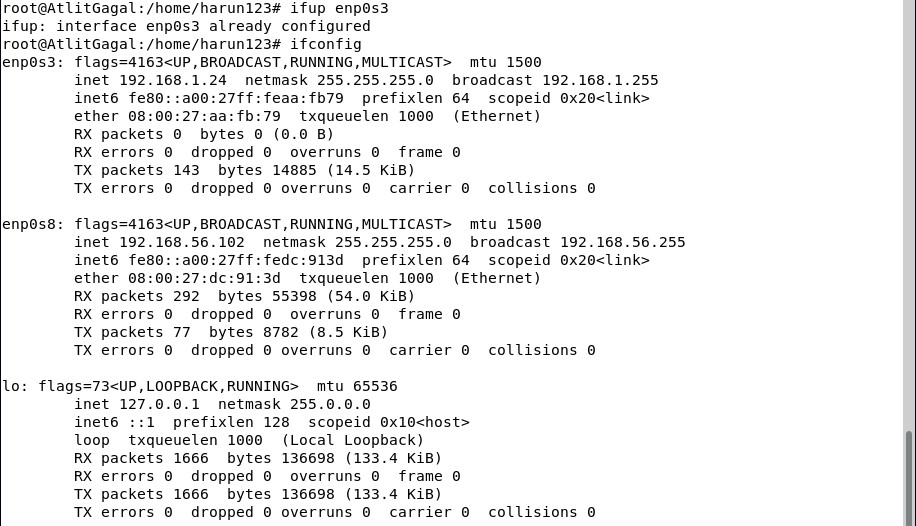 root@AtlitGagal:/home/harun123# ifup enp0s3
ifup: interface enp0s3 already configured
root@AtlitGagal:/home/harun123# ifconfig
enp0s3: flags=4163<UP,BROADCAST,RUNNING,MULTICAST>  mtu 1500
        inet 192.168.1.24  netmask 255.255.255.0  broadcast 192.168.1.255
        inet6 fe80::a00:27ff:feaa:fb79  prefixlen 64  scopeid 0x20<link>
        ether 08:00:27:aa:fb:79  txqueuelen 1000  (Ethernet)
        RX packets 0  bytes 0 (0.0 B)
        RX errors 0  dropped 0  overruns 0  frame 0
        TX packets 143  bytes 14885 (14.5 KiB)
        TX errors 0  dropped 0 overruns 0  carrier 0  collisions 0

enp0s8: flags=4163<UP,BROADCAST,RUNNING,MULTICAST>  mtu 1500
        inet 192.168.56.102  netmask 255.255.255.0  broadcast 192.168.56.255
        inet6 fe80::a00:27ff:fedc:913d  prefixlen 64  scopeid 0x20<link>
        ether 08:00:27:dc:91:3d  txqueuelen 1000  (Ethernet)
        RX packets 292  bytes 55398 (54.0 KiB)
        RX errors 0  dropped 0  overruns 0  frame 0
        TX packets 77  bytes 8782 (8.5 KiB)
        TX errors 0  dropped 0 overruns 0  carrier 0  collisions 0

lo: flags=73<UP,LOOPBACK,RUNNING>  mtu 65536
        inet 127.0.0.1  netmask 255.0.0.0
        inet6 ::1  prefixlen 128  scopeid 0x10<host>
        loop  txqueuelen 1000  (Local Loopback)
        RX packets 1666  bytes 136698 (133.4 KiB)
        RX errors 0  dropped 0  overruns 0  frame 0
        TX packets 1666  bytes 136698 (133.4 KiB)
        TX errors 0  dropped 0 overruns 0  carrier 0  collisions 0